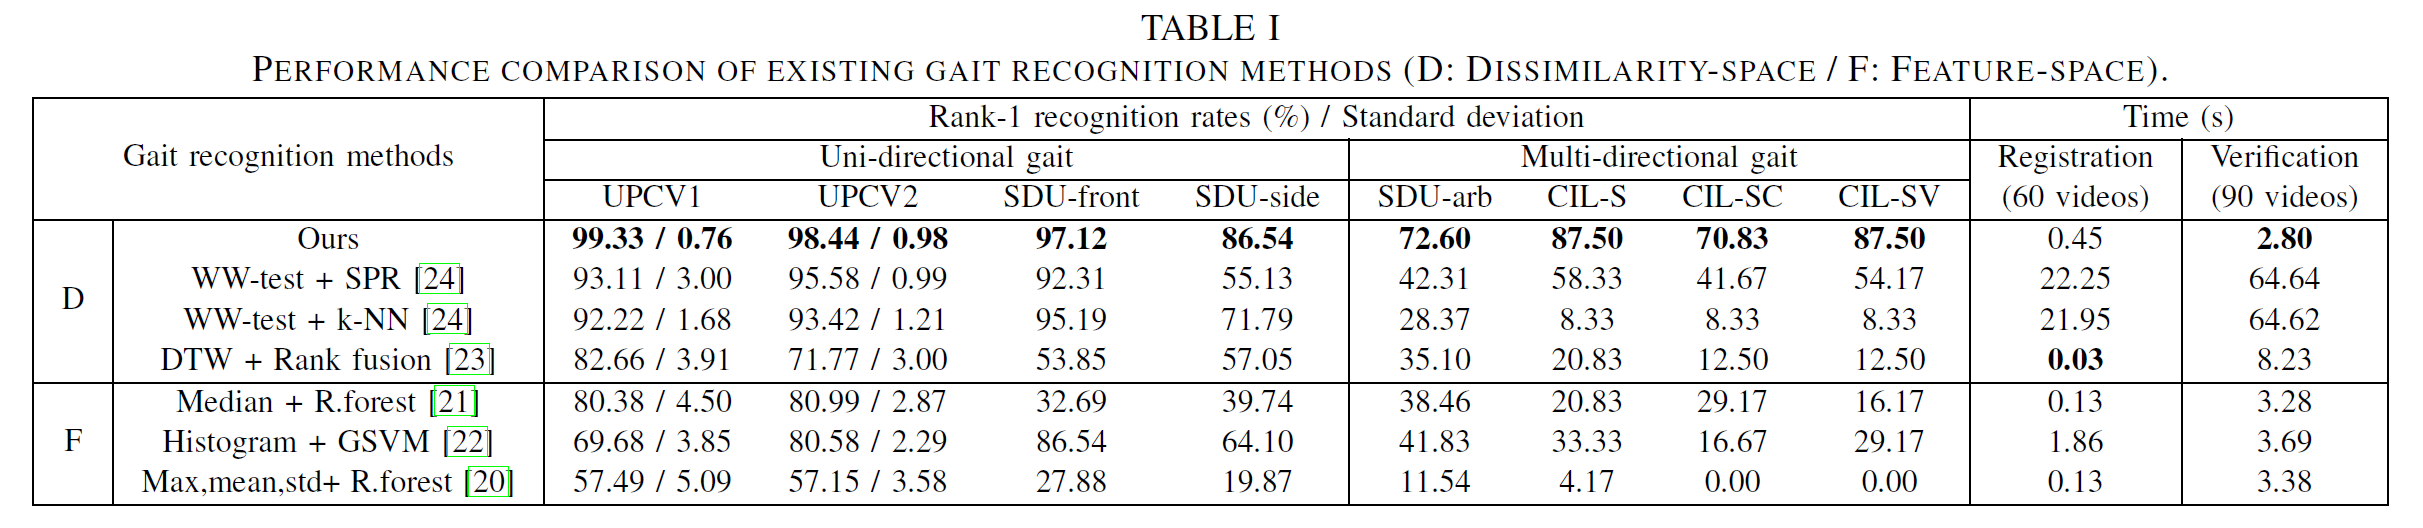 TABLE I
PERFORMANCE COMPARISON OF EXISTING GAIT RECOGNITION METHODS (D: DISSIMILARITY-SPACE / F: FEATURE-SPACE).
Gait recognition methods
Rank-1 recognition rates (%) / Standard deviation
Time (s)
Uni-directional gait
Multi-directional gait
Registration (60 videos)
Verification (90 videos)
UPCV1 UPCV2 SDU-front SDU-side SDU-arb CIL-S CIL-SC CIL-SV
D
Ours 99.33 / 0.76 98.44 / 0.98 97.12 86.54 72.60 87.50 70.83 87.50 0.45 2.80
WW-test + SPR [24] 93.11 / 3.00 95.58 / 0.99 92.31 55.13 42.31 58.33 41.67 54.17 22.25 64.64
WW-test + k-NN [24] 92.22 / 1.68 93.42 / 1.21 95.19 71.79 28.37 8.33 8.33 8.33 21.95 64.62
DTW + Rank fusion [23] 82.66 / 3.91 71.77 / 3.00 53.85 57.05 35.10 20.83 12.50 12.50 0.03 8.23
F
Median + R.forest [21] 80.38 / 4.50 80.99 / 2.87 32.69 39.74 38.46 20.83 29.17 16.17 0.13 3.28
Histogram + GSVM [22] 69.68 / 3.85 80.58 / 2.29 86.54 64.10 41.83 33.33 16.67 29.17 1.86 3.69
Max,mean,std+ R.forest [20] 57.49 / 5.09 57.15 / 3.58 27.88 19.87 11.54 4.17 0.00 0.00 0.13 3.38